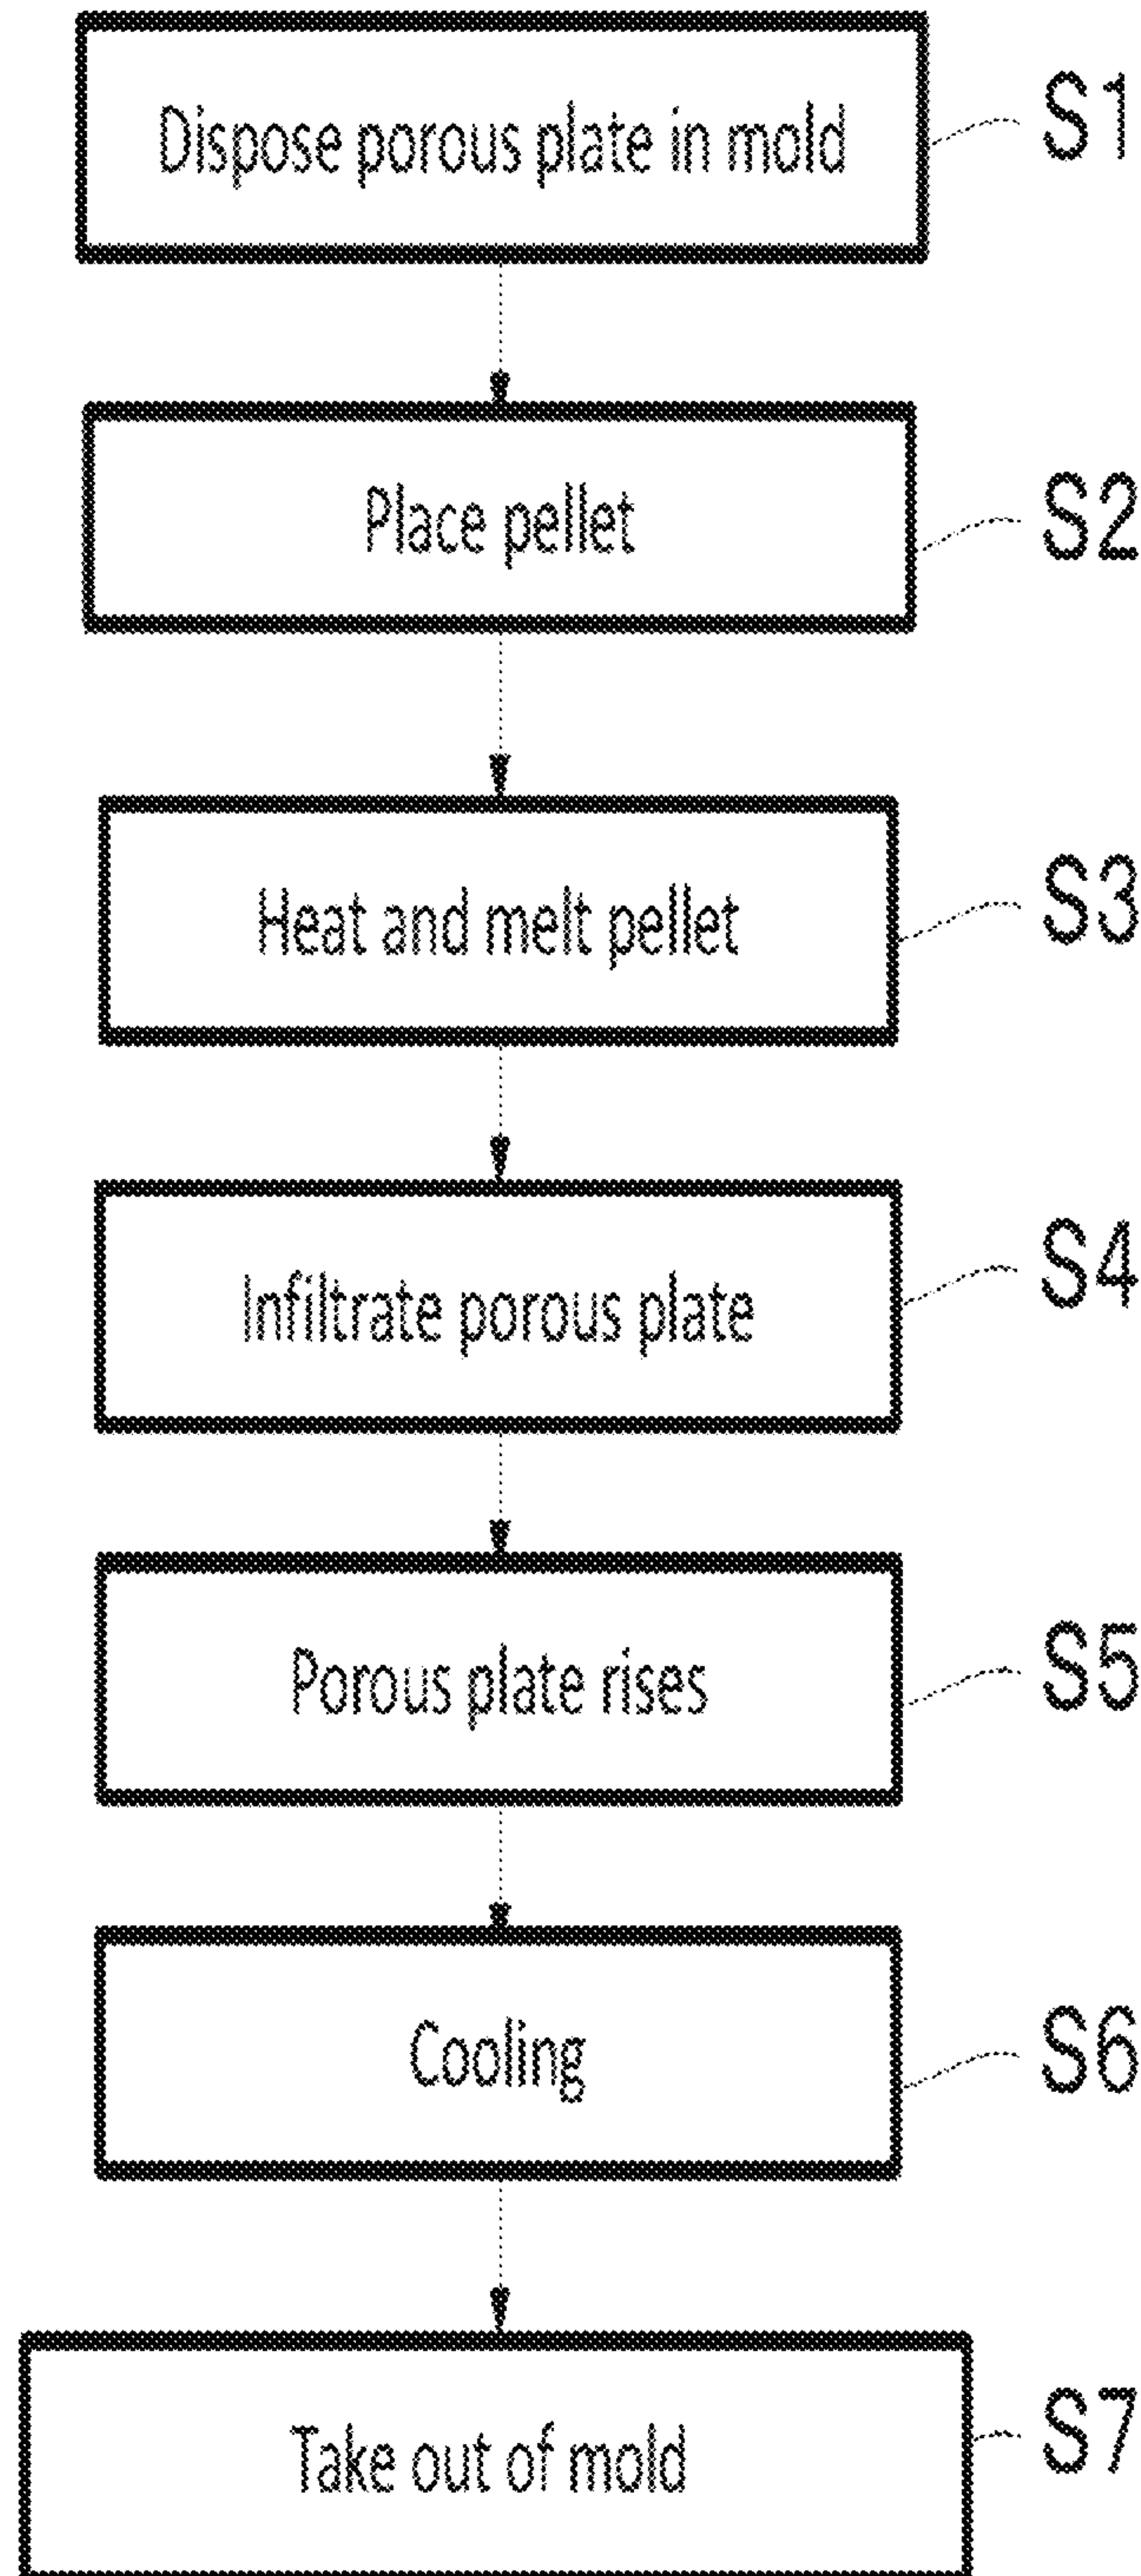 Dispose porous plate in mold S1
Place pellet S2
Heat and melt pellet S3
Infiltrate porous plate S4
Porous plate rises S5
Cooling S6
Take out of mold S7